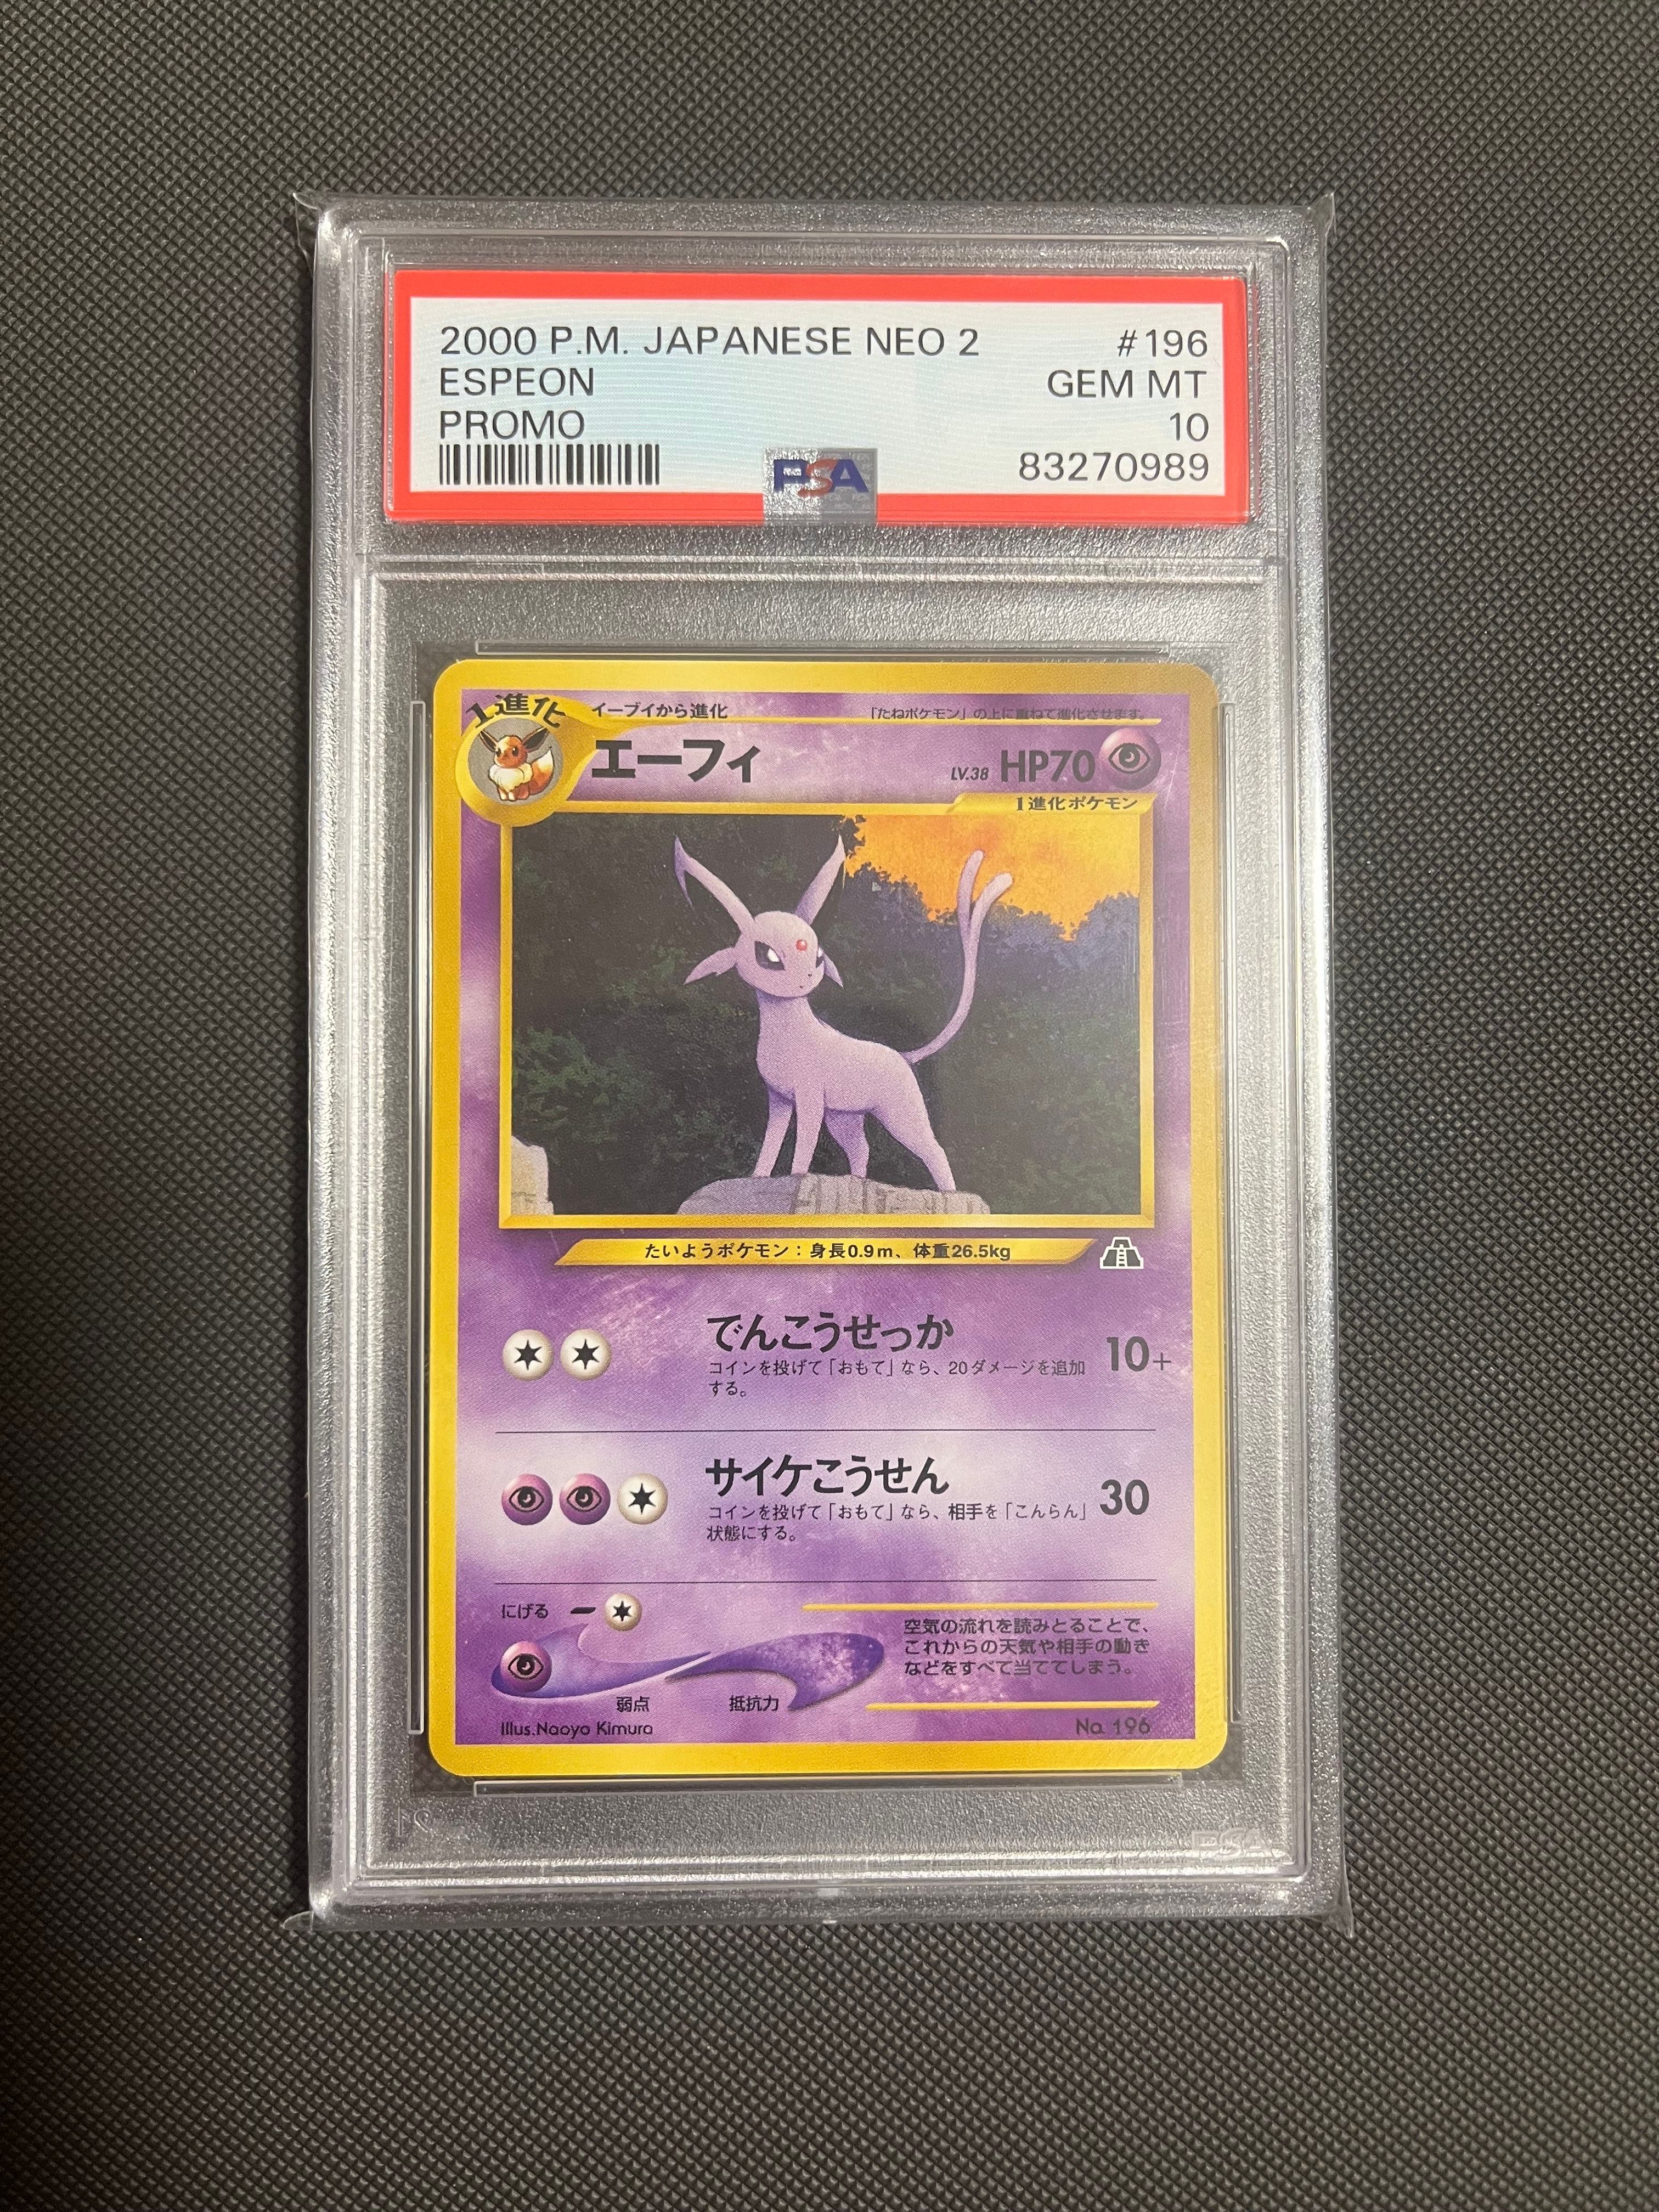 2000 P.M. JAPANESE NEO 2 #196
ESPEON GEM MT
PROMO 10
PSA 83270989
1進化
イーブイから進化 「たねポケモン」の上に重ねて進化させます。
エーフィ LV.38 HP70
1進化ポケモン
たいようポケモン：身長0.9m、体重26.5kg
でんこうせっか 10+
コインを投げて「おもて」なら、20ダメージを追加
する。
サイケこうせん 30
コインを投げて「おもて」なら、相手を「こんらん」
状態にする。
にげる
空気の流れを読みとることで、
これからの天気や相手の動き
などをすべて当ててしまう。
弱点 抵抗力
Illus.Naoyo Kimura No. 196
PSA